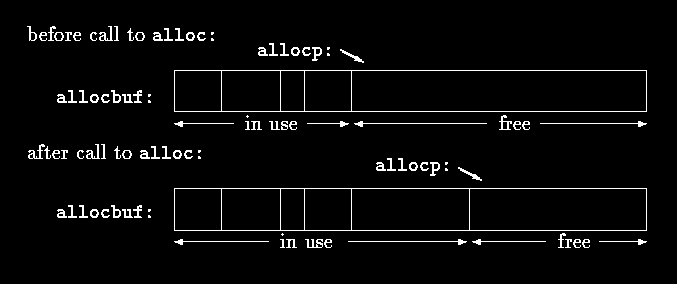 before call to alloc:
allocp:
allocbuf:
in use
free
after call to alloc:
allocp:
allocbuf:
in use
free